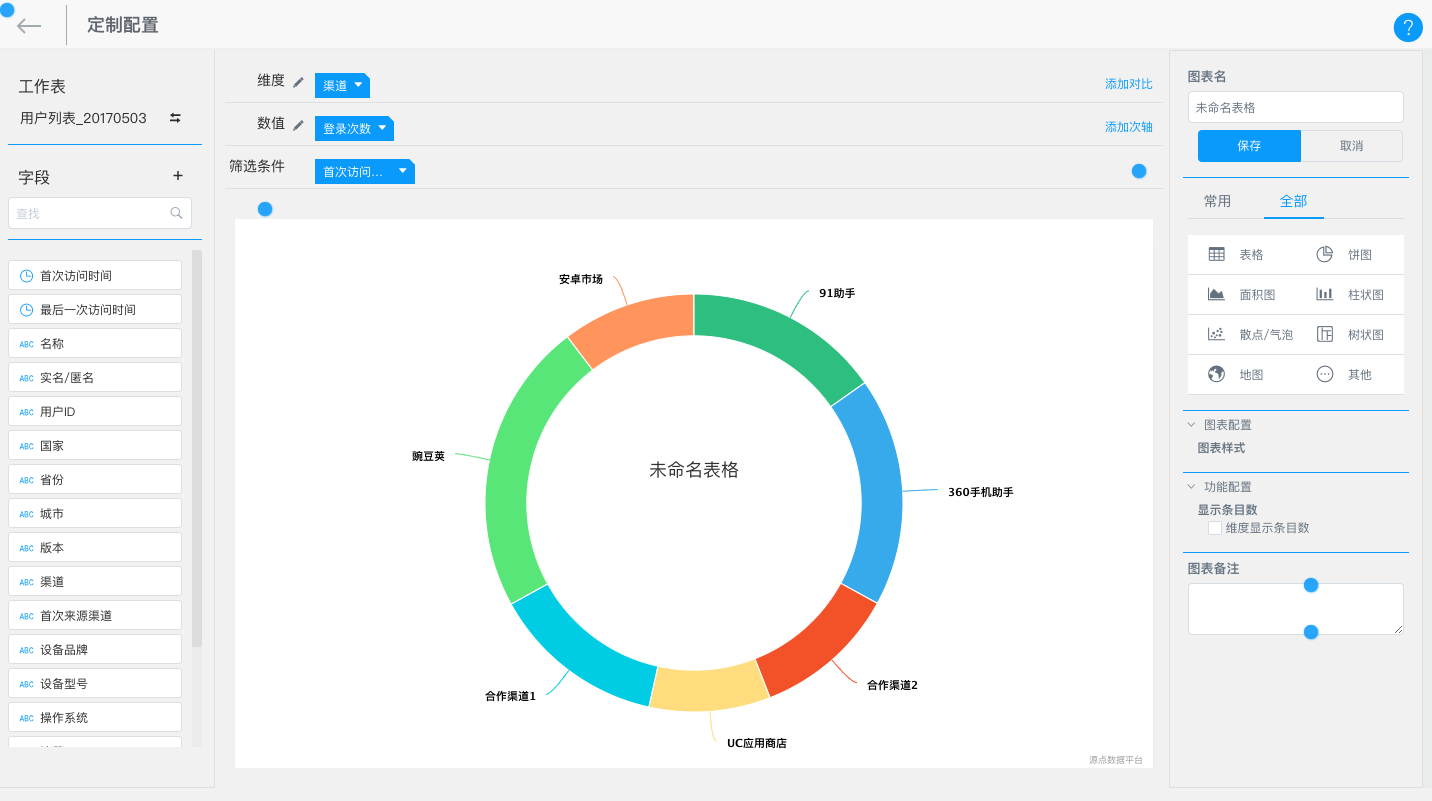 定制配置
?
工作表
用户列表_20170503
字段
+
查找
首次访问时间
最后一次访问时间
ABC 名称
ABC 实名/匿名
ABC 用户ID
ABC 国家
ABC 省份
ABC 城市
ABC 版本
ABC 渠道
ABC 首次来源渠道
ABC 设备品牌
ABC 设备型号
ABC 操作系统
维度
渠道
添加对比
数值
登录次数
添加次轴
筛选条件
首次访问...
安卓市场
91助手
豌豆荚
未命名表格
360手机助手
合作渠道1
合作渠道2
UC应用商店
源点数据平台
图表名
未命名表格
保存
取消
常用
全部
表格
饼图
面积图
柱状图
散点/气泡
树状图
地图
其他
图表配置
图表样式
功能配置
显示条目数
维度显示条目数
图表备注